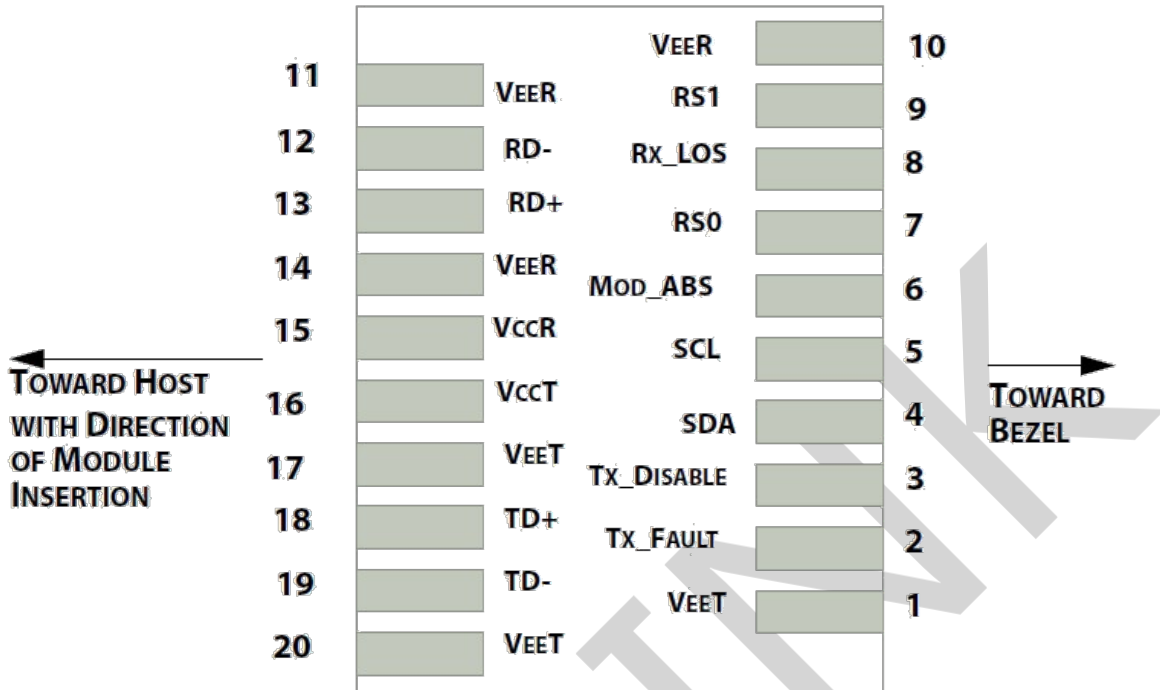 11 VEER
12 RD-
13 RD+
14 VEER
15 VCCR
16 VCCT
17 VEET
18 TD+
19 TD-
20 VEET
TOWARD HOST
WITH DIRECTION
OF MODULE
INSERTION
VEER 10
RS1 9
RX_LOS 8
RS0 7
MOD_ABS 6
SCL 5
SDA 4
TX_DISABLE 3
TX_FAULT 2
VEET 1
TOWARD
BEZEL
INK